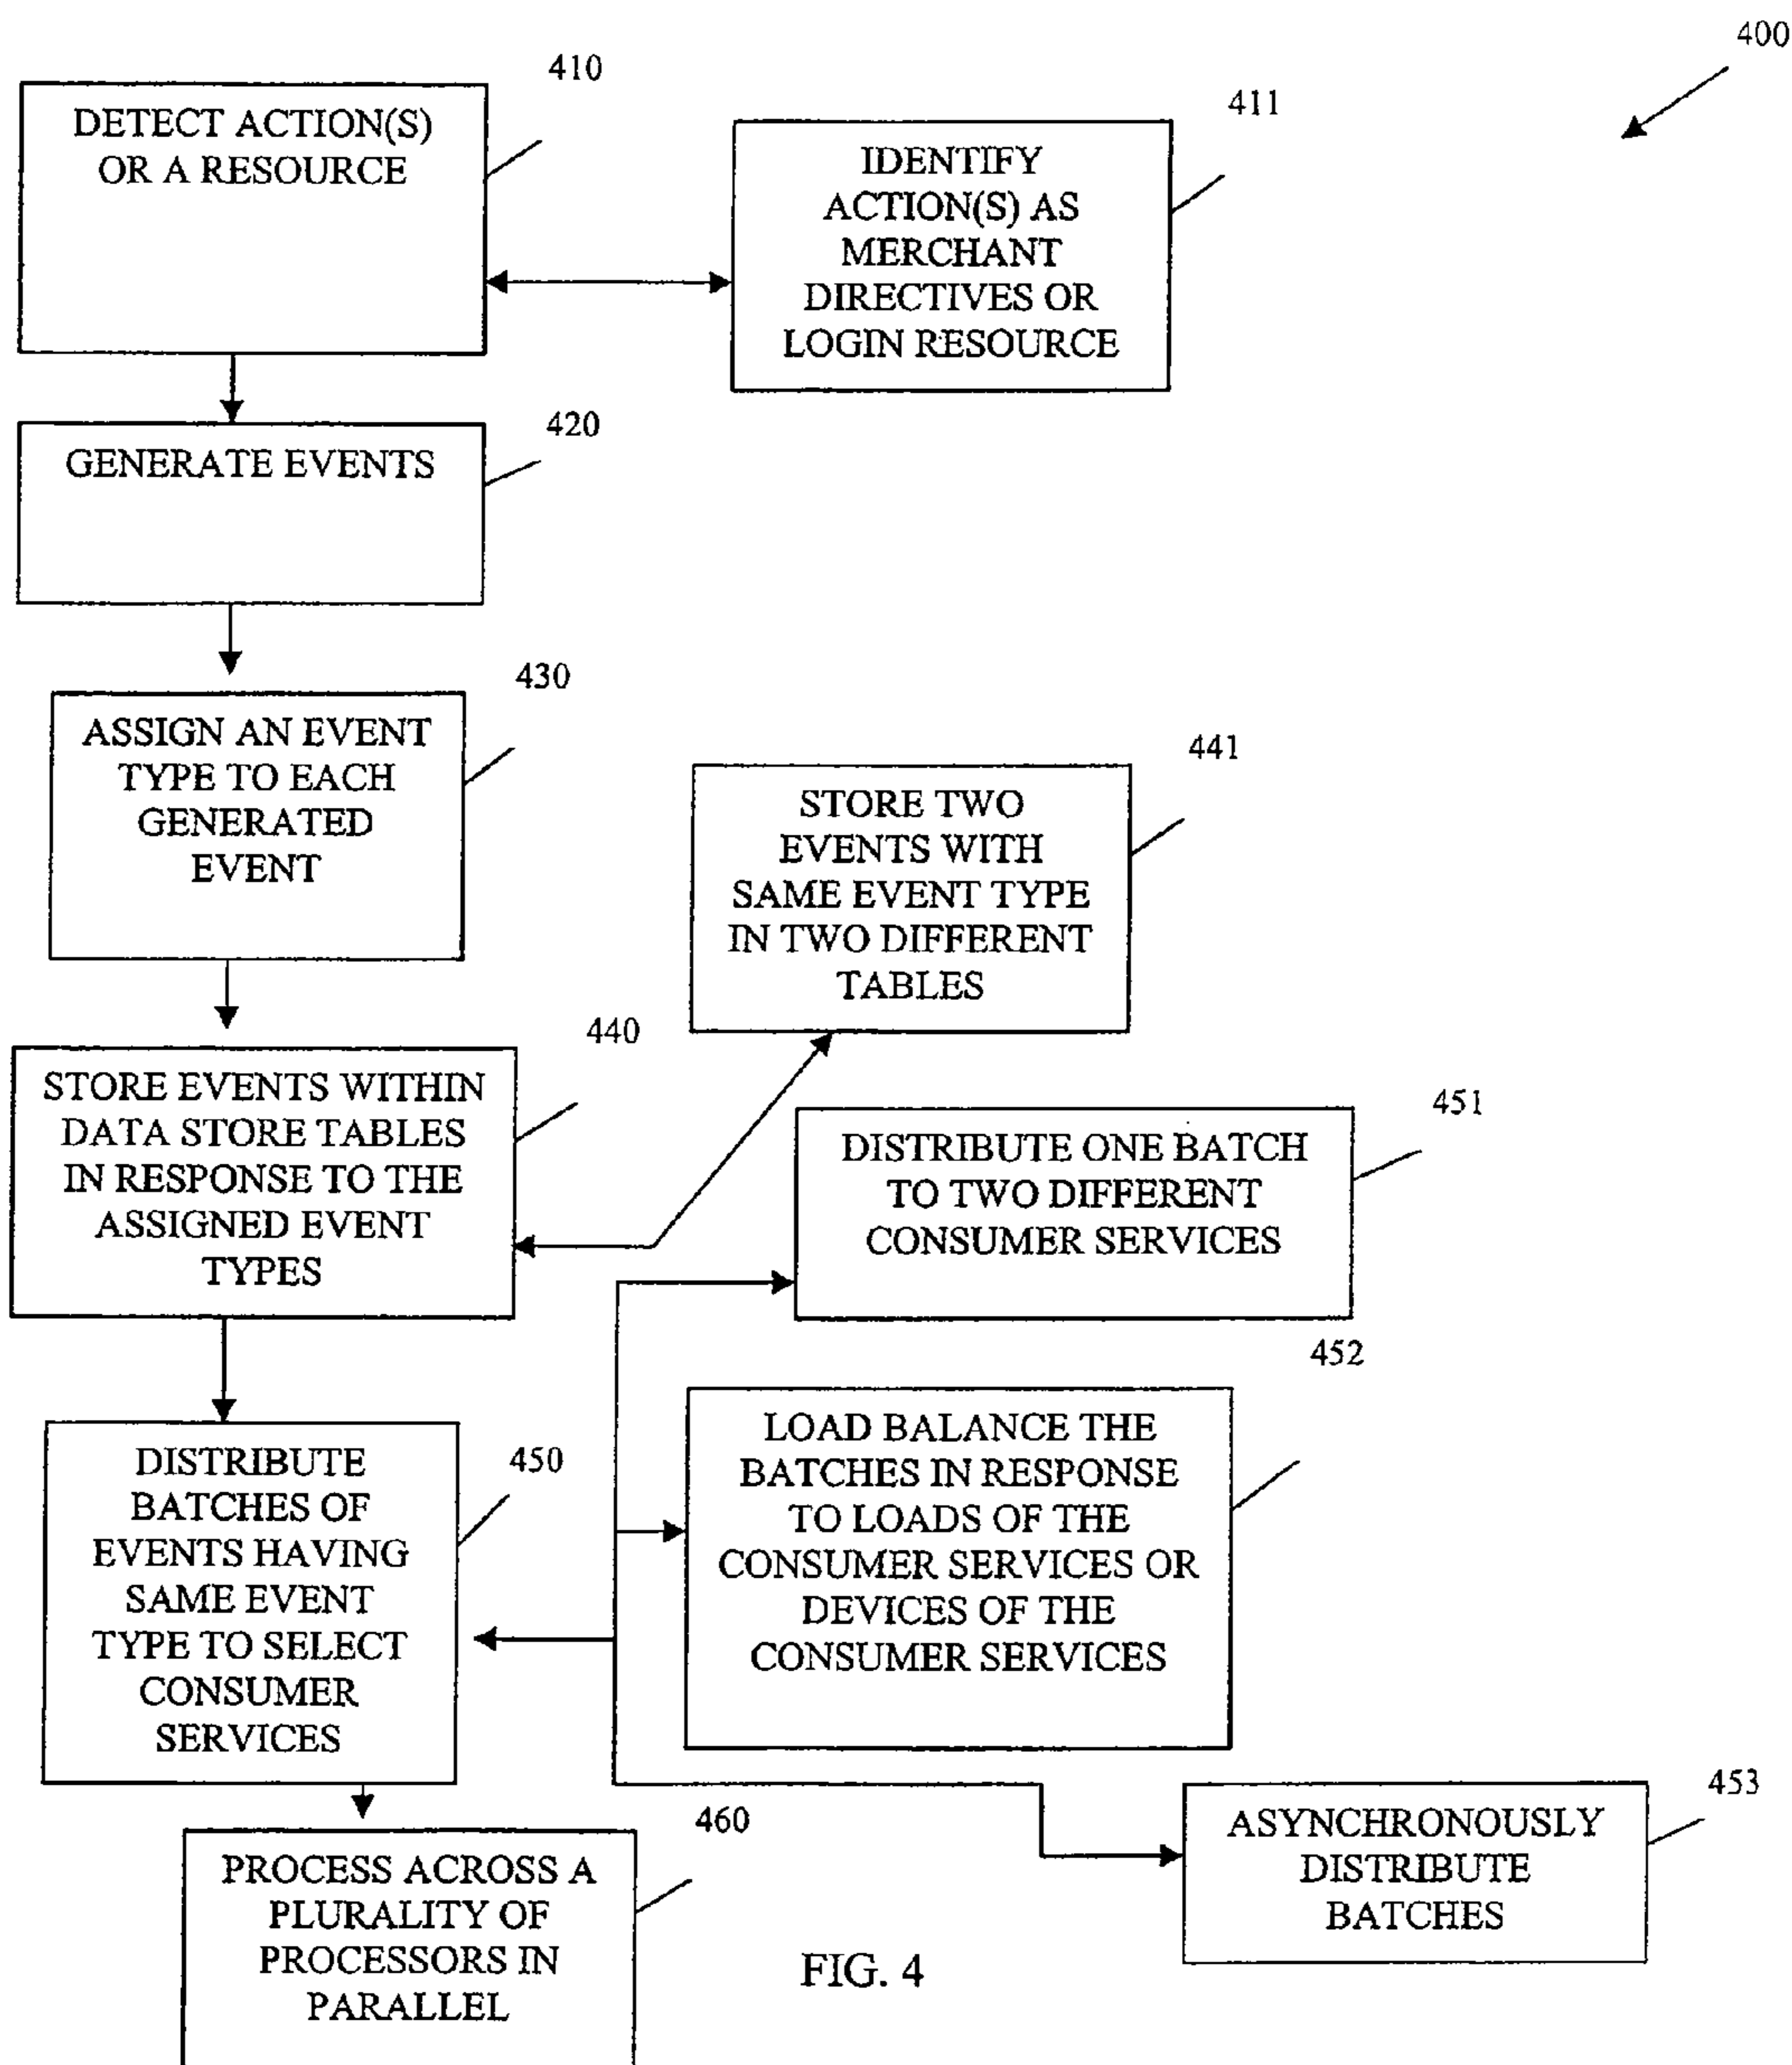 400
410
DETECT ACTION(S)
OR A RESOURCE
411
IDENTIFY
ACTION(S) AS
MERCHANT
DIRECTIVES OR
LOGIN RESOURCE
420
GENERATE EVENTS
430
ASSIGN AN EVENT
TYPE TO EACH
GENERATED
EVENT
441
STORE TWO
EVENTS WITH
SAME EVENT TYPE
IN TWO DIFFERENT
TABLES
440
STORE EVENTS WITHIN
DATA STORE TABLES
IN RESPONSE TO THE
ASSIGNED EVENT
TYPES
451
DISTRIBUTE ONE BATCH
TO TWO DIFFERENT
CONSUMER SERVICES
452
LOAD BALANCE THE
BATCHES IN RESPONSE
TO LOADS OF THE
CONSUMER SERVICES OR
DEVICES OF THE
CONSUMER SERVICES
450
DISTRIBUTE
BATCHES OF
EVENTS HAVING
SAME EVENT
TYPE TO SELECT
CONSUMER
SERVICES
453
ASYNCHRONOUSLY
DISTRIBUTE
BATCHES
460
PROCESS ACROSS A
PLURALITY OF
PROCESSORS IN
PARALLEL
FIG. 4